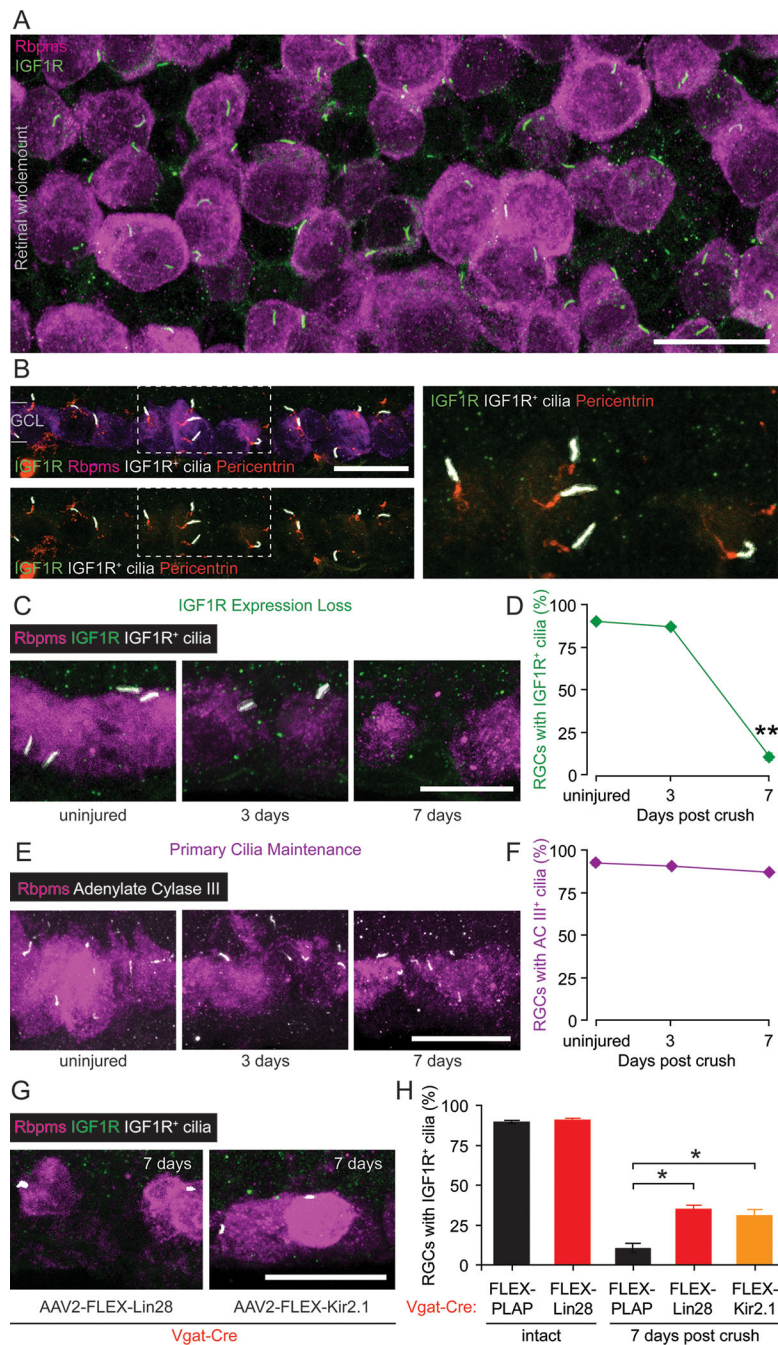 A
Rbpms
IGF1R
Retinal wholemount
B
GCL
IGF1R Rbpms IGF1R⁺ cilia Pericentrin
IGF1R IGF1R⁺ cilia Pericentrin
IGF1R IGF1R⁺ cilia Pericentrin
C
IGF1R Expression Loss
Rbpms IGF1R IGF1R⁺ cilia
uninjured
3 days
7 days
D
RGCs with IGF1R⁺ cilia (%)
100
75
50
25
0
**
uninjured
3
7
Days post crush
E
Primary Cilia Maintenance
Rbpms Adenylate Cylase III
uninjured
3 days
7 days
F
RGCs with AC III⁺ cilia (%)
100
75
50
25
0
uninjured
3
7
Days post crush
G
Rbpms IGF1R IGF1R⁺ cilia
7 days
7 days
AAV2-FLEX-Lin28
AAV2-FLEX-Kir2.1
Vgat-Cre
H
RGCs with IGF1R⁺ cilia (%)
100
75
50
25
0
*
*
Vgat-Cre:
FLEX-
PLAP
FLEX-
Lin28
FLEX-
PLAP
FLEX-
Lin28
FLEX-
Kir2.1
intact
7 days post crush